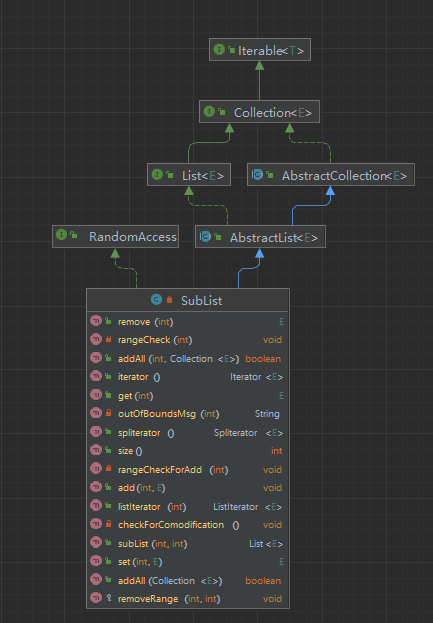 Iterable<T>
Collection<E>
List<E>
AbstractCollection<E>
RandomAccess
AbstractList<E>
SubList
remove (int) E
rangeCheck (int) void
addAll (int, Collection <E>) boolean
iterator () Iterator <E>
get (int) E
outOfBoundsMsg (int) String
spliterator () Spliterator <E>
size () int
rangeCheckForAdd (int) void
add (int, E) void
listIterator (int) ListIterator <E>
checkForComodification () void
subList (int, int) List <E>
set (int, E) E
addAll (Collection <E>) boolean
removeRange (int, int) void